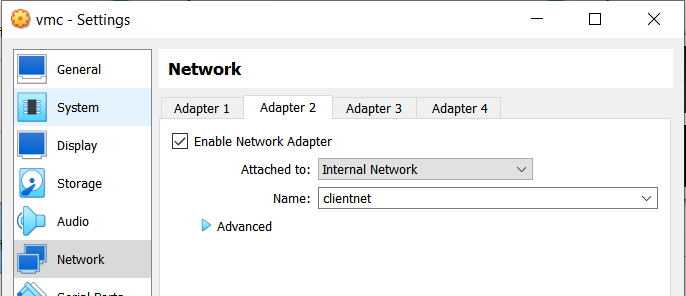 vmc - Settings
General
System
Display
Storage
Audio
Network
Network
Adapter 1 Adapter 2 Adapter 3 Adapter 4
Enable Network Adapter
Attached to: Internal Network
Name: clientnet
Advanced
Serial Ports